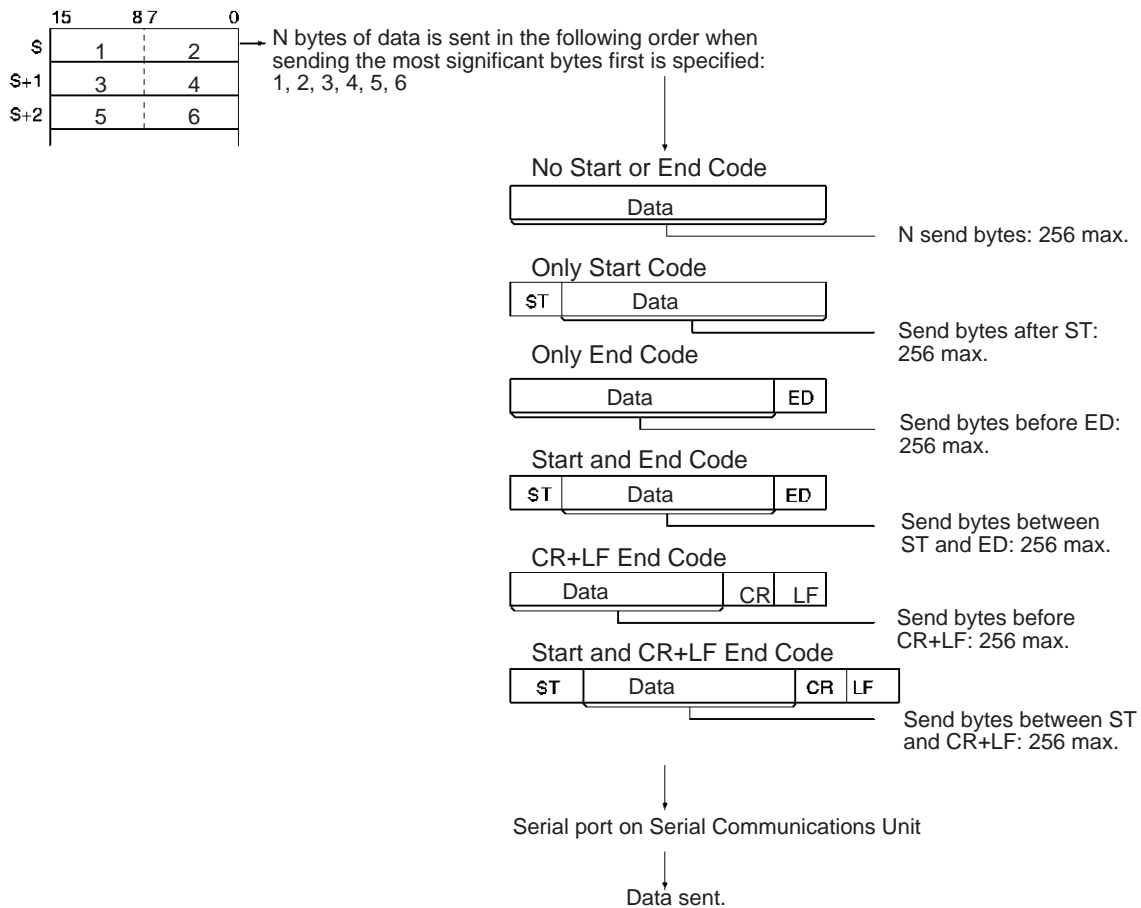 15 8 7 0
S 1 2
S+1 3 4
S+2 5 6
N bytes of data is sent in the following order when
sending the most significant bytes first is specified:
1, 2, 3, 4, 5, 6
No Start or End Code
Data
N send bytes: 256 max.
Only Start Code
ST Data
Send bytes after ST:
256 max.
Only End Code
Data ED
Send bytes before ED:
256 max.
Start and End Code
ST Data ED
Send bytes between
ST and ED: 256 max.
CR+LF End Code
Data CR LF
Send bytes before
CR+LF: 256 max.
Start and CR+LF End Code
ST Data CR LF
Send bytes between ST
and CR+LF: 256 max.
Serial port on Serial Communications Unit
Data sent.